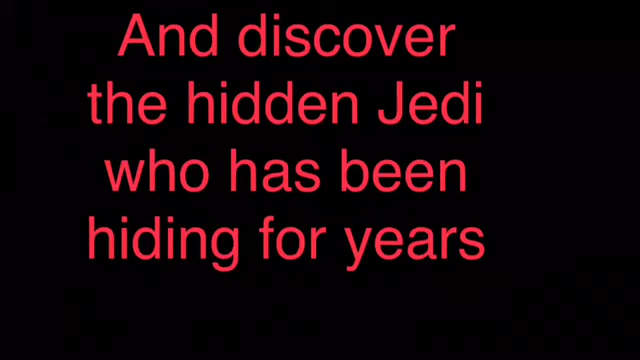 And discover
the hidden Jedi
who has been
hiding for years